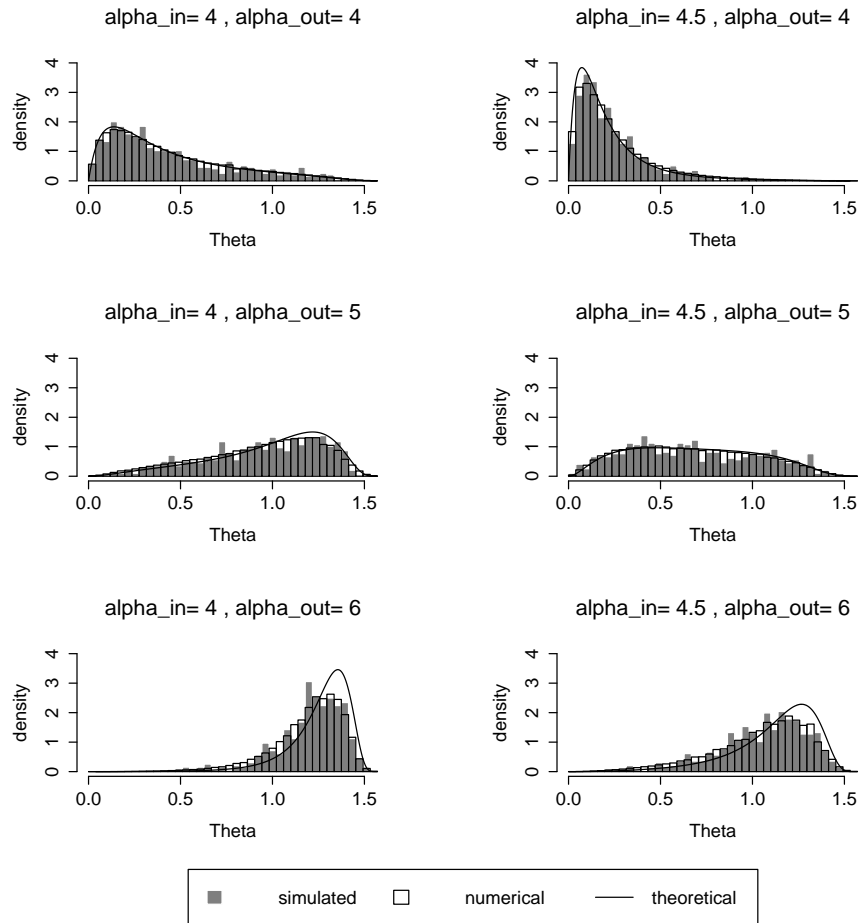 alpha_in= 4 , alpha_out= 4
density
0 1 2 3 4
0.0 0.5 1.0 1.5
Theta
alpha_in= 4.5 , alpha_out= 4
density
0 1 2 3 4
0.0 0.5 1.0 1.5
Theta
alpha_in= 4 , alpha_out= 5
density
0 1 2 3 4
0.0 0.5 1.0 1.5
Theta
alpha_in= 4.5 , alpha_out= 5
density
0 1 2 3 4
0.0 0.5 1.0 1.5
Theta
alpha_in= 4 , alpha_out= 6
density
0 1 2 3 4
0.0 0.5 1.0 1.5
Theta
alpha_in= 4.5 , alpha_out= 6
density
0 1 2 3 4
0.0 0.5 1.0 1.5
Theta
simulated numerical theoretical